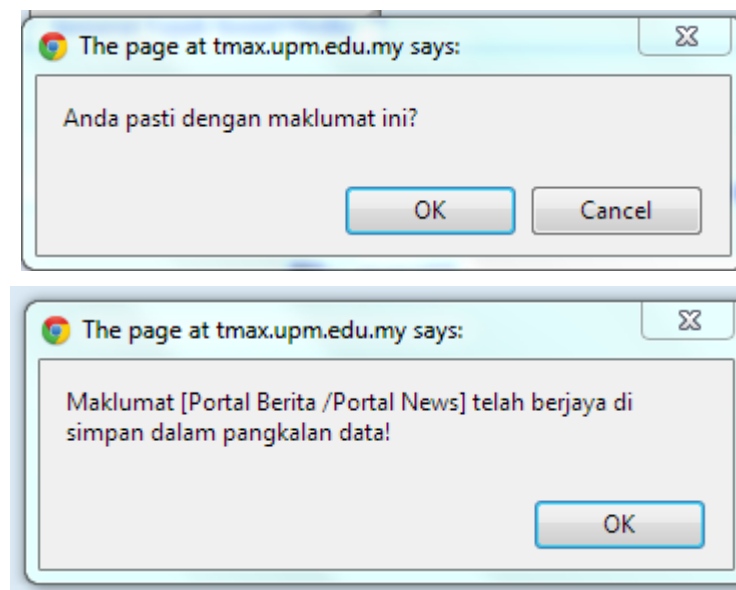 The page at tmax.upm.edu.my says:
Anda pasti dengan maklumat ini?
OK
Cancel
The page at tmax.upm.edu.my says:
Maklumat [Portal Berita /Portal News] telah berjaya di
simpan dalam pangkalan data!
OK